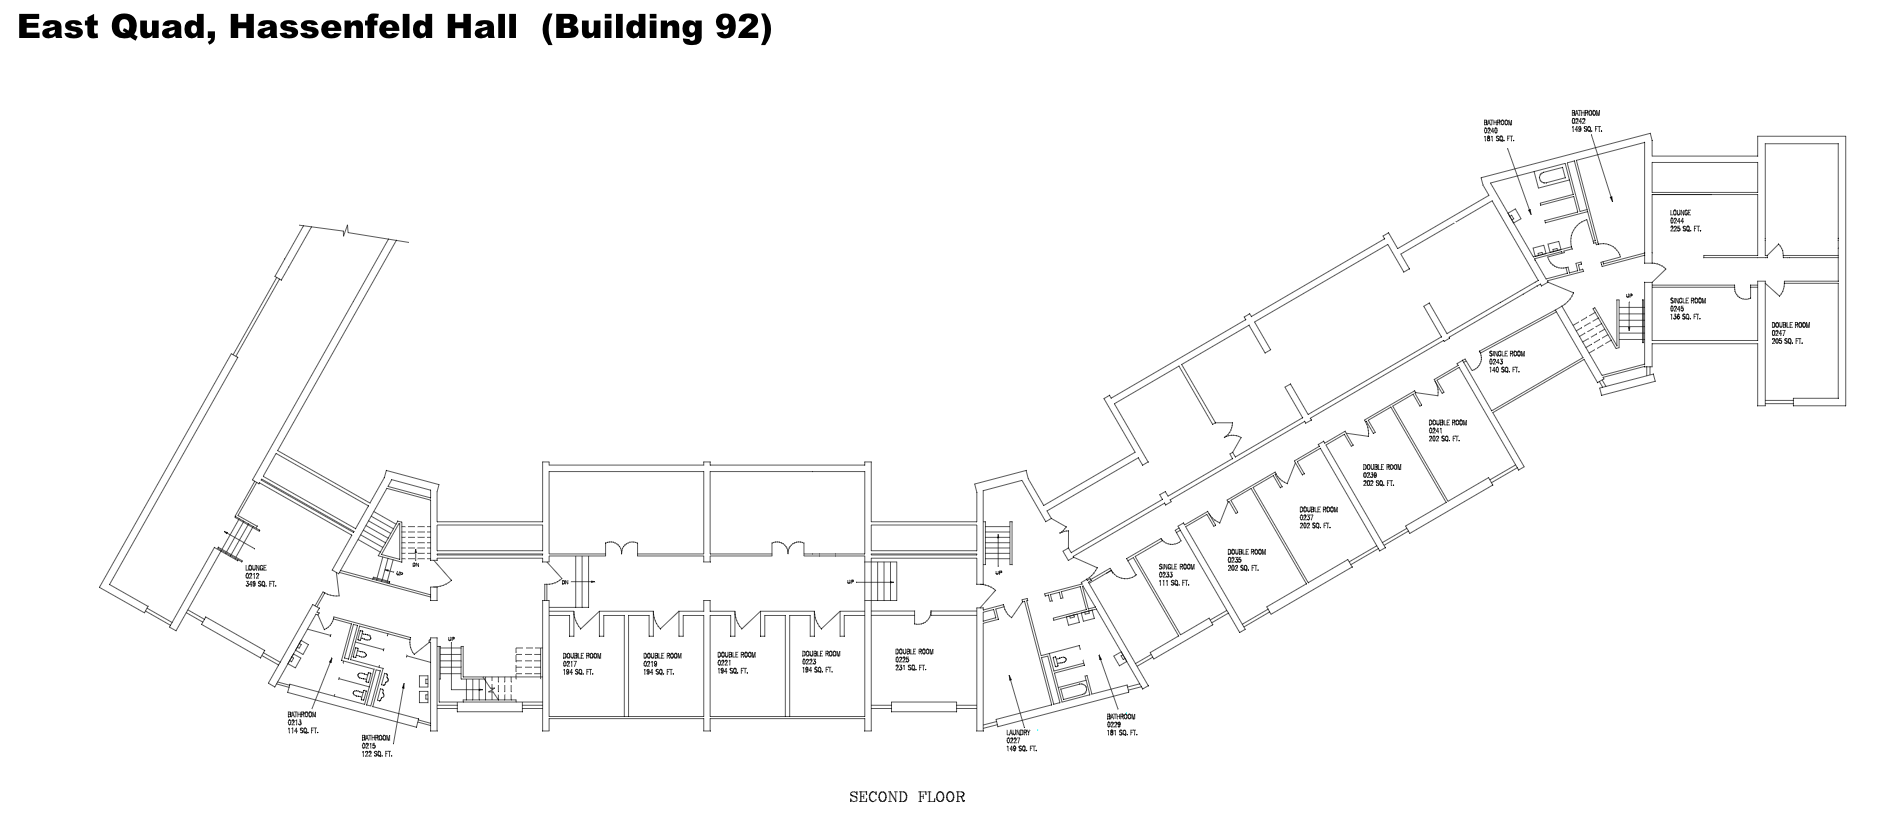 East Quad, Hassenfeld Hall (Building 92)
BATHROOM
0240
181 SQ. FT.
BATHROOM
0242
149 SQ. FT.
LOUNGE
0244
225 SQ. FT.
UP
SINGLE ROOM
0245
136 SQ. FT.
DOUBLE ROOM
0247
205 SQ. FT.
SINGLE ROOM
0243
140 SQ. FT.
DOUBLE ROOM
0241
202 SQ. FT.
DOUBLE ROOM
0239
202 SQ. FT.
DOUBLE ROOM
0237
202 SQ. FT.
DOUBLE ROOM
0235
202 SQ. FT.
SINGLE ROOM
0233
111 SQ. FT.
LOUNGE
0212
349 SQ. FT.
DN
UP
DN
UP
UP
UP
DOUBLE ROOM
0217
194 SQ. FT.
DOUBLE ROOM
0219
194 SQ. FT.
DOUBLE ROOM
0221
194 SQ. FT.
DOUBLE ROOM
0223
194 SQ. FT.
DOUBLE ROOM
0225
231 SQ. FT.
BATHROOM
0213
114 SQ. FT.
BATHROOM
0215
122 SQ. FT.
LAUNDRY
0227
149 SQ. FT.
BATHROOM
0229
181 SQ. FT.
SECOND FLOOR